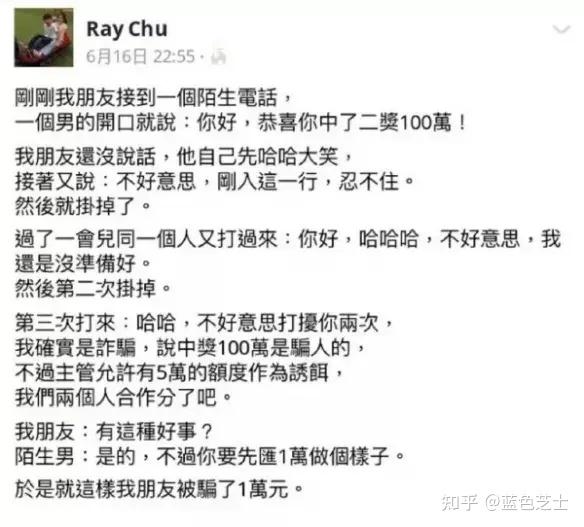 Ray Chu
6月16日 22:55 ·
剛剛我朋友接到一個陌生電話，
一個男的開口就說：你好，恭喜你中了二獎100萬！
我朋友還沒說話，他自己先哈哈大笑，
接著又說：不好意思，剛入這一行，忍不住。
然後就掛掉了。
過了一會兒同一個人又打過來：你好，哈哈哈，不好意思，我
還是沒準備好。
然後第二次掛掉。
第三次打來：哈哈，不好意思打擾你兩次，
我確實是詐騙，說中獎100萬是騙人的，
不過主管允許有5萬的額度作為誘餌，
我們兩個人合作分了吧。
我朋友：有這種好事？
陌生男：是的，不過你要先匯1萬做個樣子。
於是就這樣我朋友被騙了1萬元。
知乎 @蓝色芝士